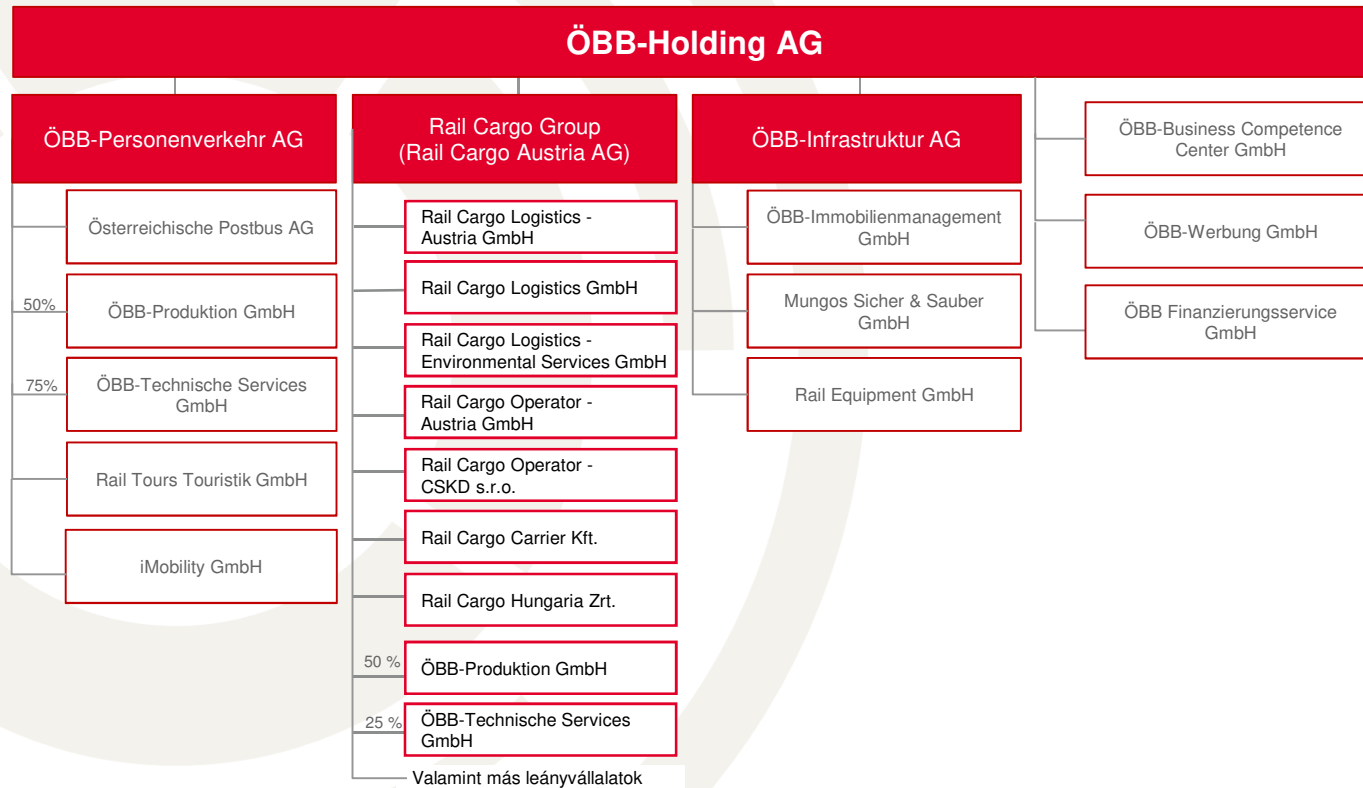 ÖBB-Holding AG
ÖBB-Personenverkehr AG
Österreichische Postbus AG
50%
ÖBB-Produktion GmbH
75%
ÖBB-Technische Services
GmbH
Rail Tours Touristik GmbH
iMobility GmbH
Rail Cargo Group
(Rail Cargo Austria AG)
Rail Cargo Logistics -
Austria GmbH
Rail Cargo Logistics GmbH
Rail Cargo Logistics -
Environmental Services GmbH
Rail Cargo Operator -
Austria GmbH
Rail Cargo Operator -
CSKD s.r.o.
Rail Cargo Carrier Kft.
Rail Cargo Hungaria Zrt.
50 %
ÖBB-Produktion GmbH
25 %
ÖBB-Technische Services
GmbH
Valamint más leányvállalatok
ÖBB-Infrastruktur AG
ÖBB-Immobilienmanagement
GmbH
Mungos Sicher & Sauber
GmbH
Rail Equipment GmbH
ÖBB-Business Competence
Center GmbH
ÖBB-Werbung GmbH
ÖBB Finanzierungsservice
GmbH